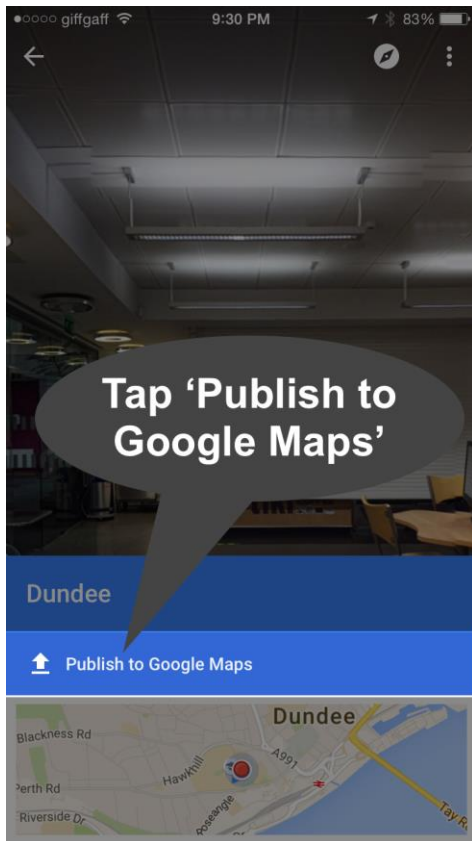 giffgaff 9:30 PM 83%
Tap ‘Publish to
Google Maps’
Dundee
Publish to Google Maps
Dundee
Blackness Rd
A991
Hawkhill
Perth Rd
Roseangle
Riverside Dr
Tay R